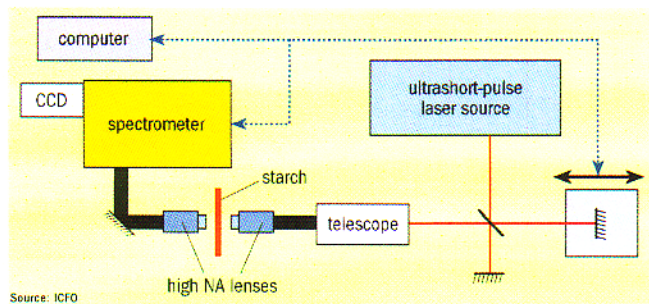 computer
CCD
spectrometer
ultrashort-pulse
laser source
starch
telescope
high NA lenses
Source: ICFO